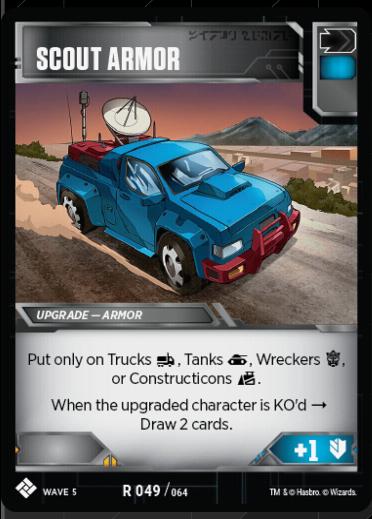 SCOUT ARMOR
UPGRADE – ARMOR
Put only on Trucks , Tanks , Wreckers ,
or Constructicons .
When the upgraded character is KO'd →
Draw 2 cards.
+1
WAVE 5 R 049 / 064 TM & © Hasbro. © Wizards.